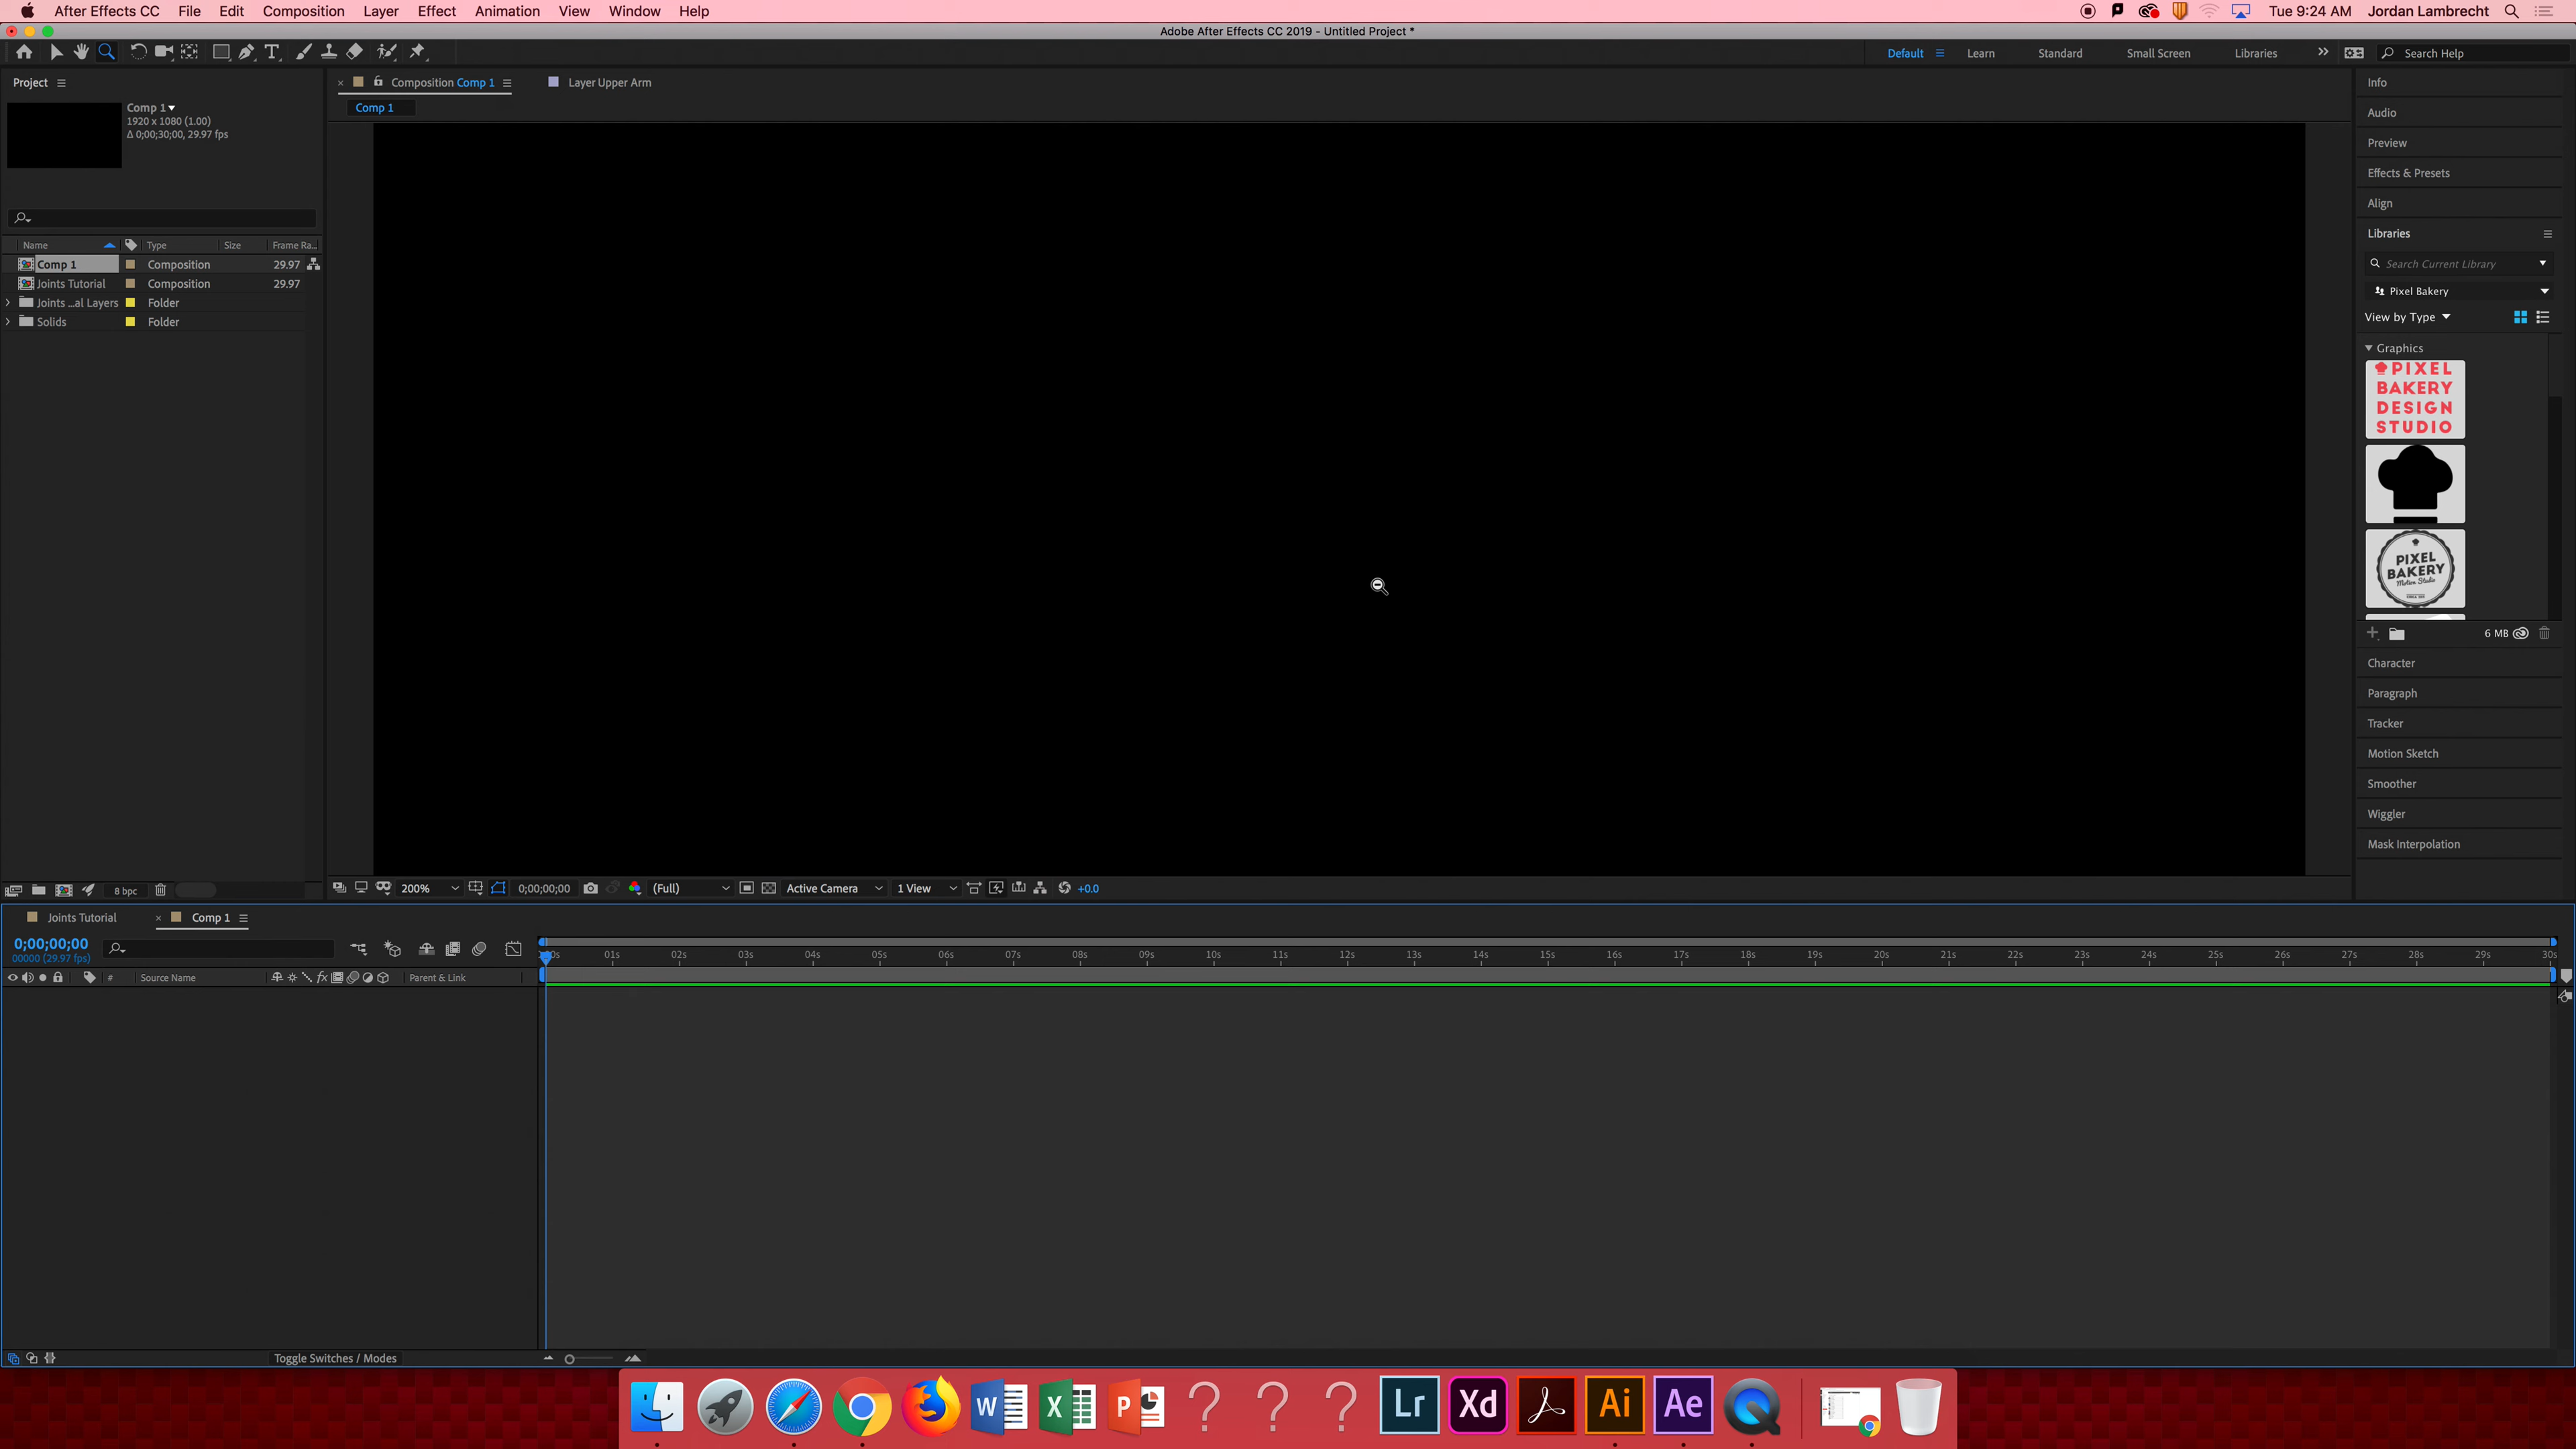 After Effects CC File Edit Composition Layer Effect Animation View Window Help
Tue 9:24 AM Jordan Lambrecht
Adobe After Effects CC 2019 - Untitled Project *
Default Learn Standard Small Screen Libraries Search Help
Project
Composition Comp 1
Layer Upper Arm
Comp 1
Comp 1
1920 x 1080 (1.00)
Δ 0;00;30;00, 29.97 fps
Name Type Size Frame Ra...
Comp 1 Composition 29.97
Joints Tutorial Composition 29.97
Joints ...al Layers Folder
Solids Folder
Info
Audio
Preview
Effects & Presets
Align
Libraries
Search Current Library
Pixel Bakery
View by Type
Graphics
PIXEL
BAKERY
DESIGN
STUDIO
PIXEL
BAKERY
Motion Studio
6 MB
Character
Paragraph
Tracker
Motion Sketch
Smoother
Wiggler
Mask Interpolation
8 bpc
200% 0;00;00;00 (Full) Active Camera 1 View +0.0
Joints Tutorial Comp 1
0;00;00;00
00000 (29.97 fps)
01s 02s 03s 04s 05s 06s 07s 08s 09s 10s 11s 12s 13s 14s 15s 16s 17s 18s 19s 20s 21s 22s 23s 24s 25s 26s 27s 28s 29s 30s
# Source Name fx Parent & Link
Toggle Switches / Modes
W X P ? ? ? Lr Xd Ai Ae